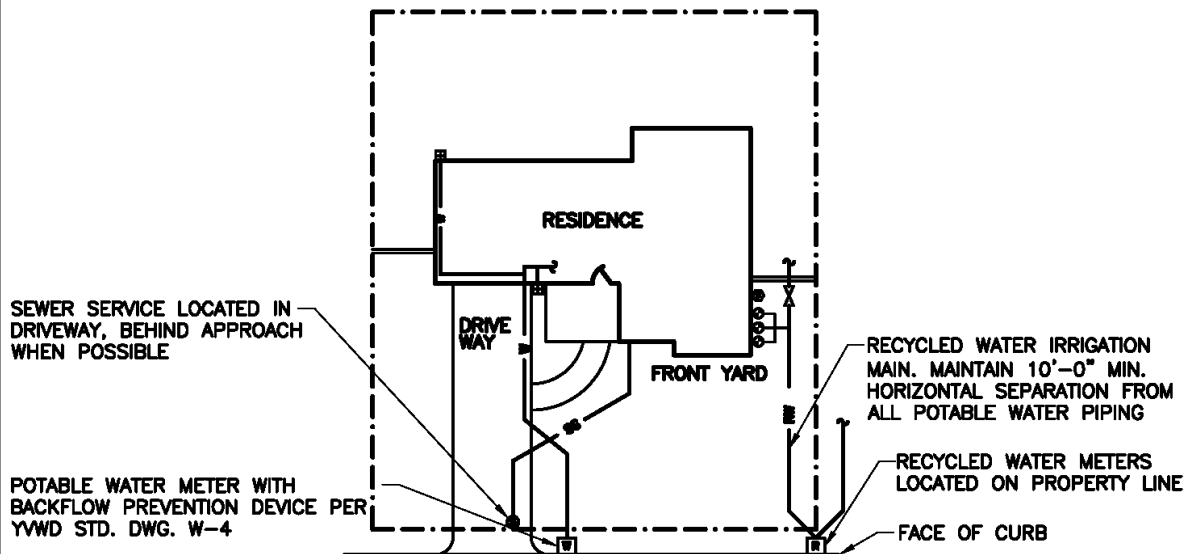 RESIDENCE
SEWER SERVICE LOCATED IN
DRIVEWAY, BEHIND APPROACH
WHEN POSSIBLE
DRIVE
WAY
FRONT YARD
RECYCLED WATER IRRIGATION
MAIN. MAINTAIN 10'-0" MIN.
HORIZONTAL SEPARATION FROM
ALL POTABLE WATER PIPING
RW
SS
POTABLE WATER METER WITH
BACKFLOW PREVENTION DEVICE PER
YVWD STD. DWG. W-4
RECYCLED WATER METERS
LOCATED ON PROPERTY LINE
W
R
FACE OF CURB